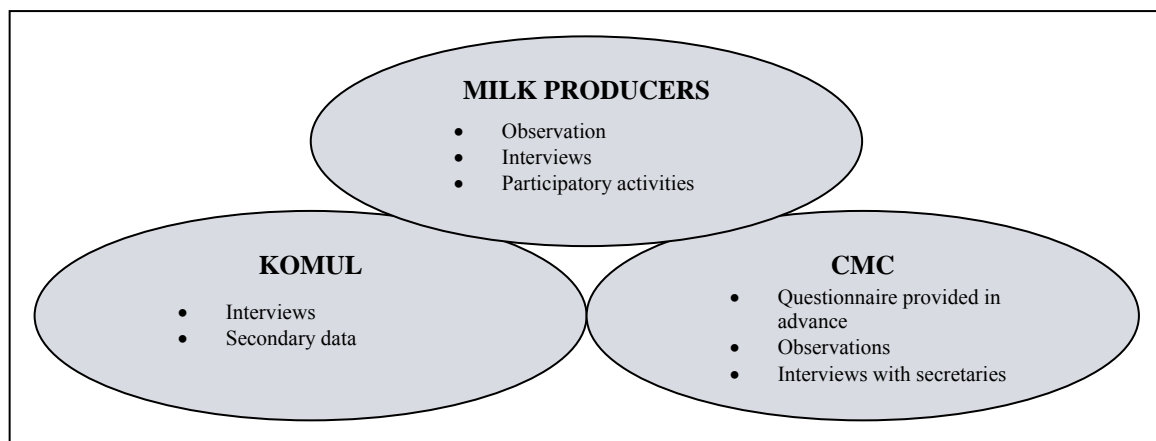 MILK PRODUCERS
• Observation
• Interviews
• Participatory activities
KOMUL
• Interviews
• Secondary data
CMC
• Questionnaire provided in
advance
• Observations
• Interviews with secretaries